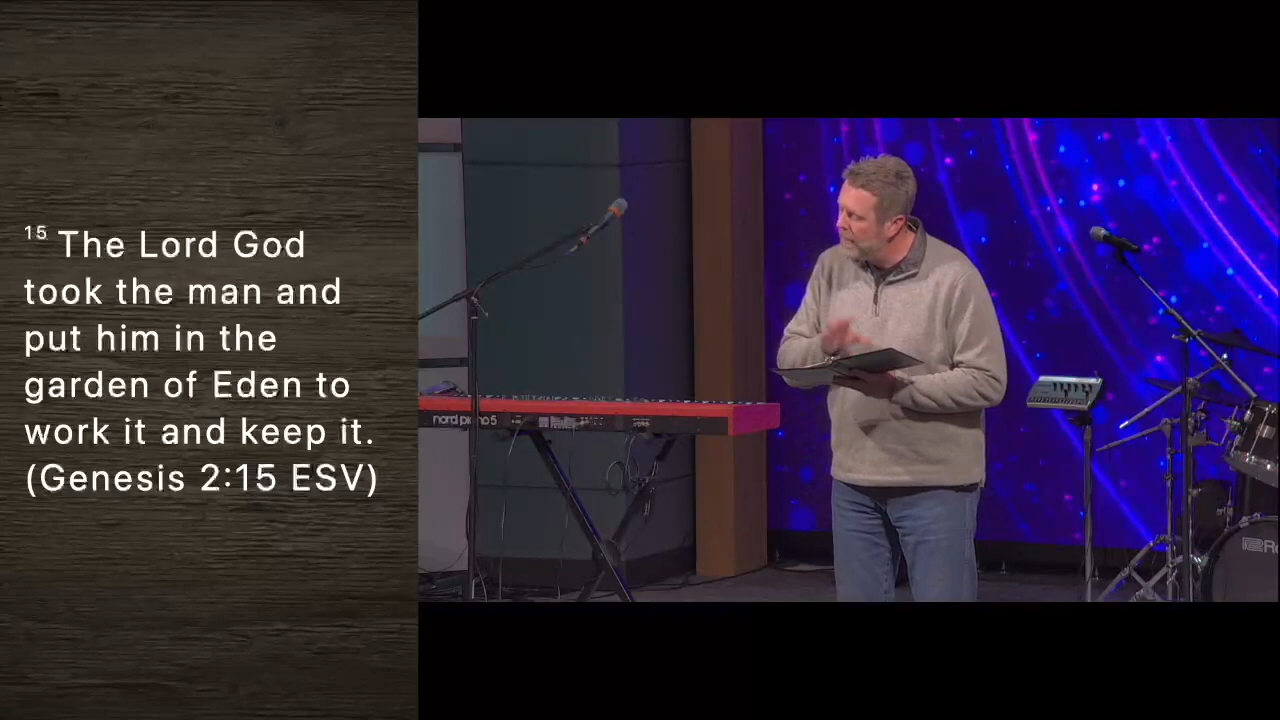 ¹⁵ The Lord God
took the man and
put him in the
garden of Eden to
work it and keep it.
(Genesis 2:15 ESV)
nord piano 5